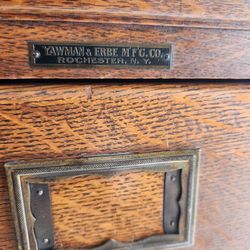 YAWMAN & ERBE M'F'G. CO.
ROCHESTER, N.Y.